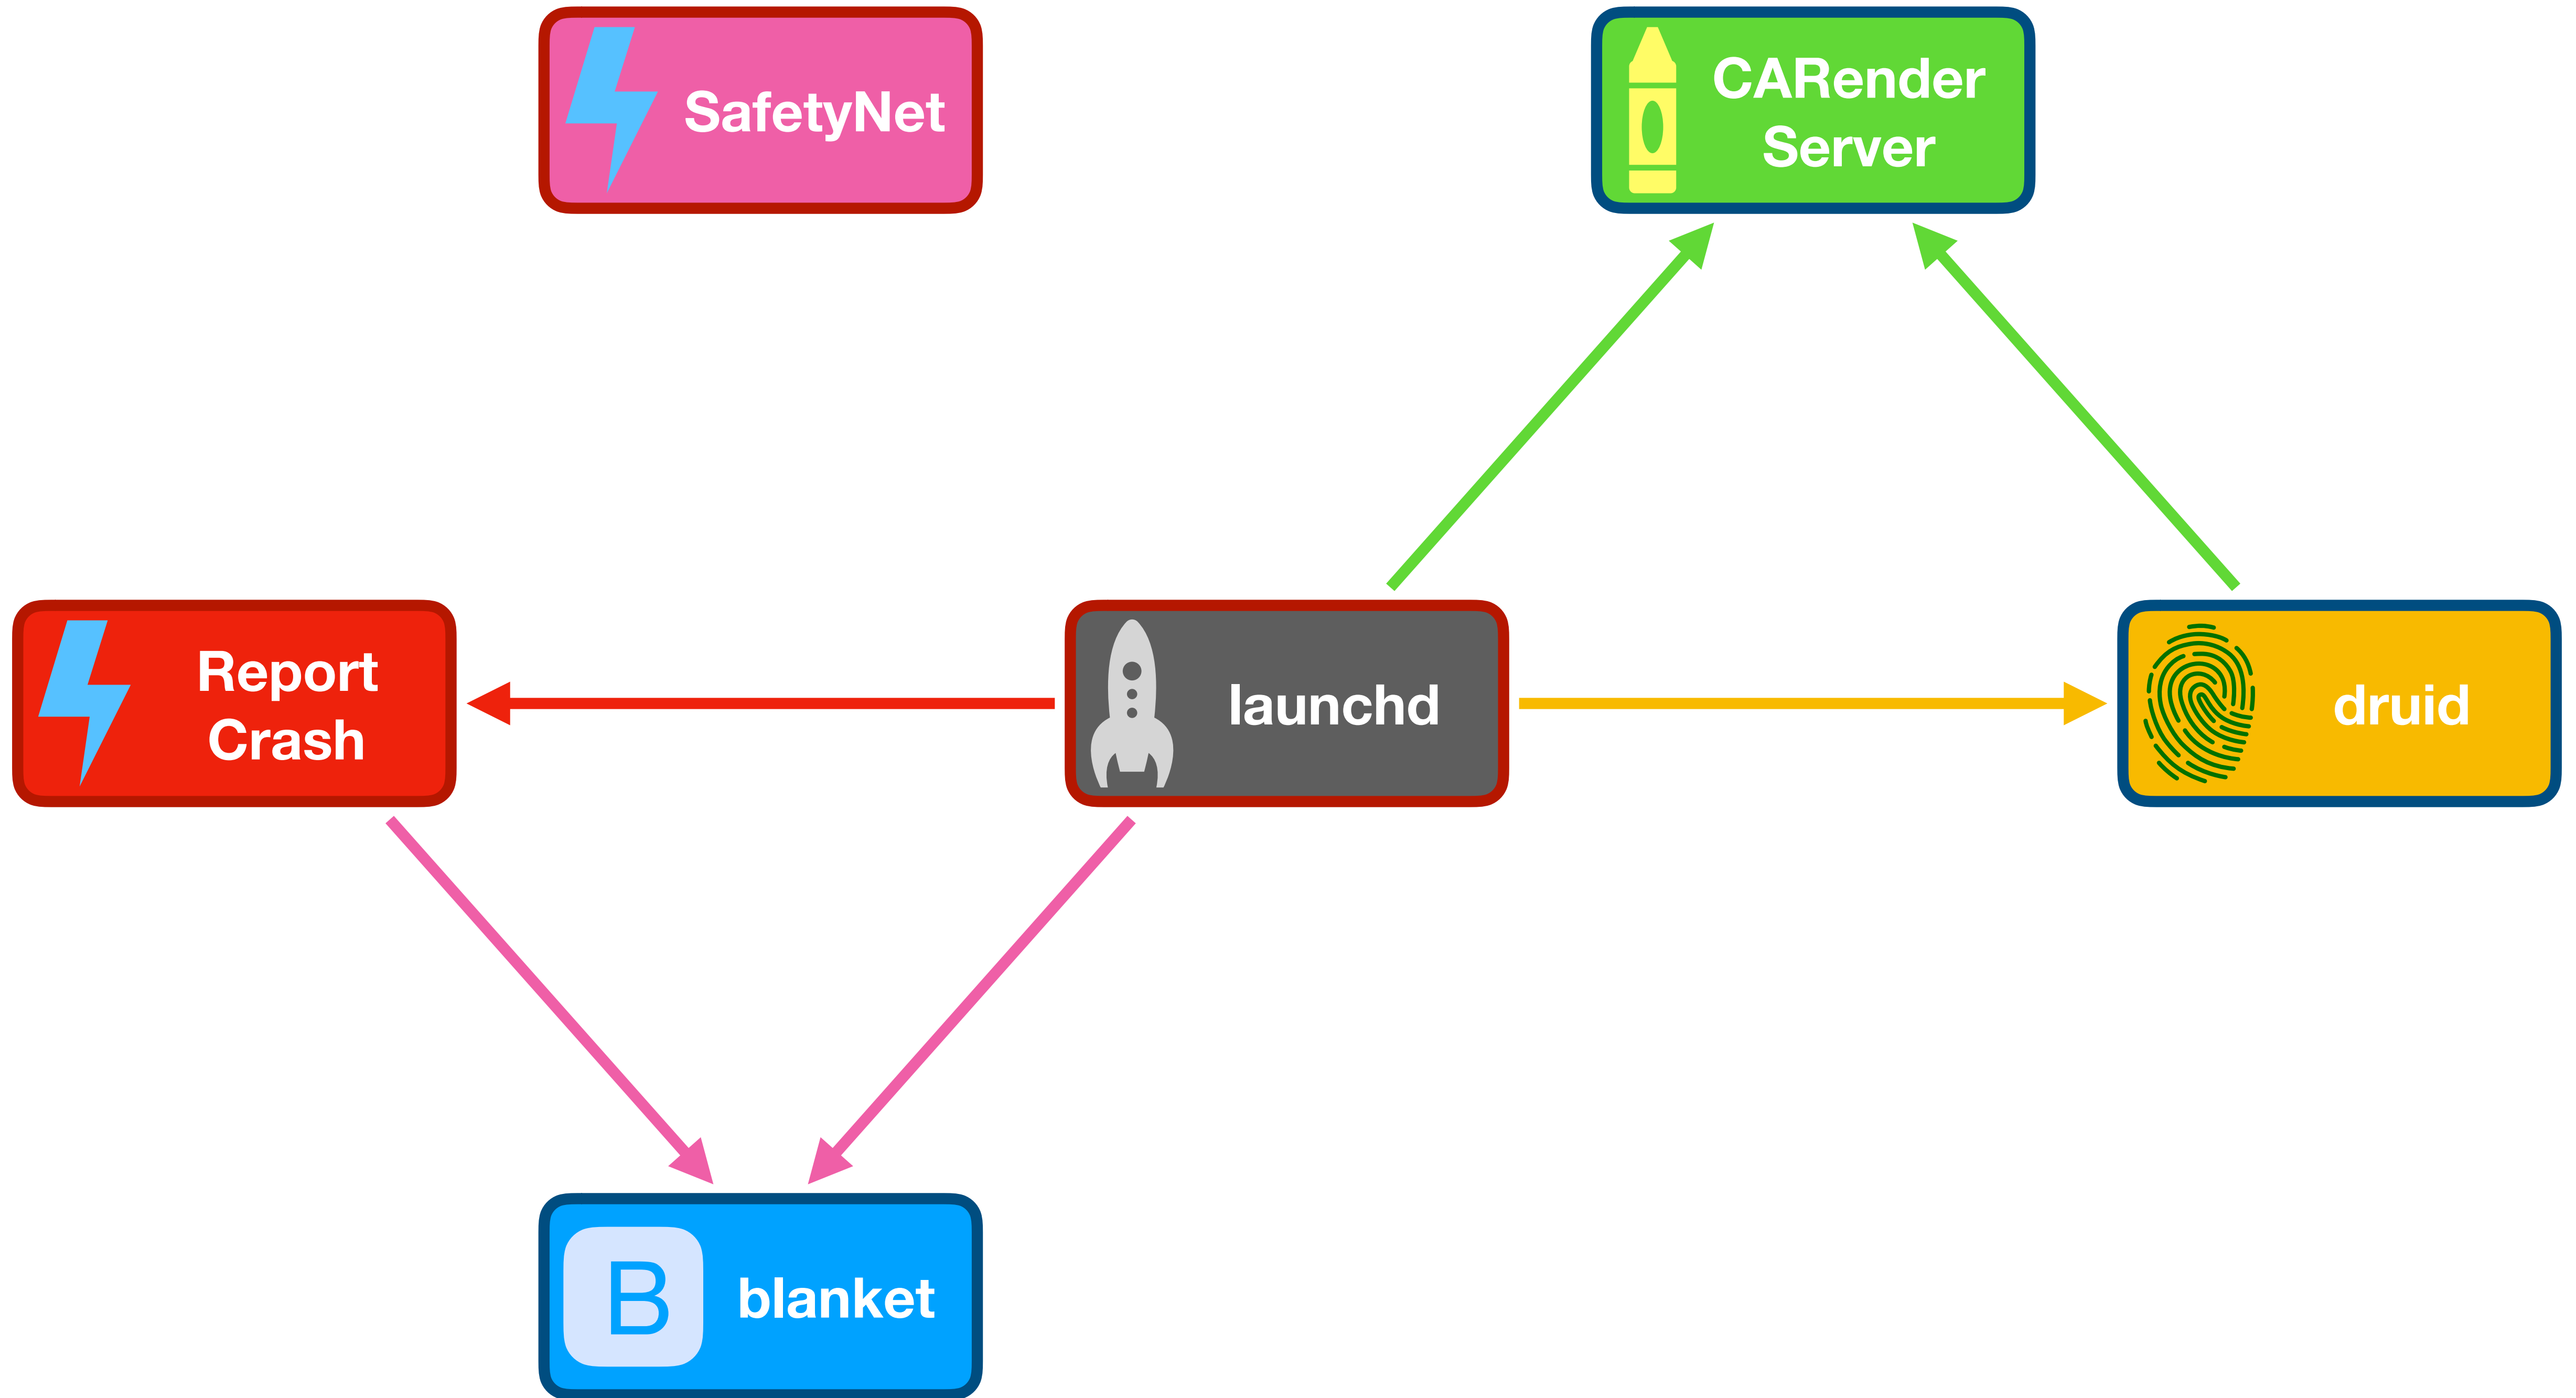 SafetyNet
CARender
Server
Report
Crash
launchd
druid
B
blanket